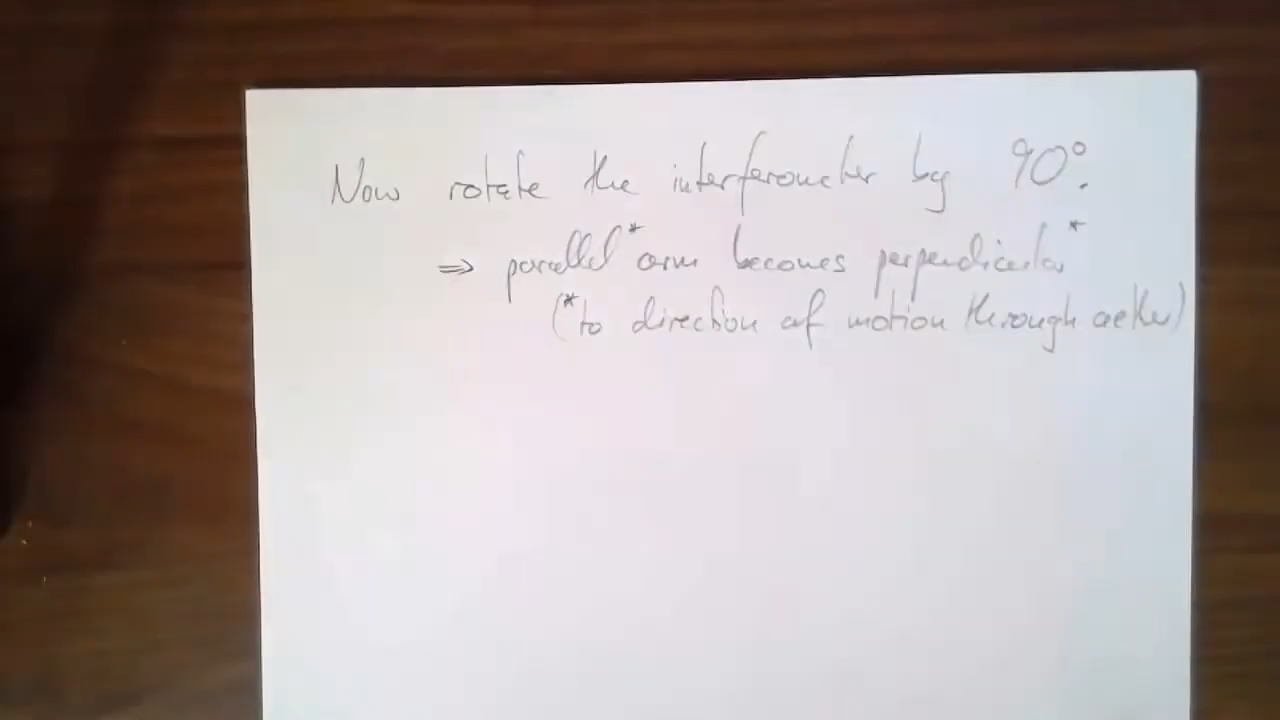 Now rotate the interferometer by 90°.
⇒ parallel* arm becomes perpendicular*
(*to direction of motion through aether)